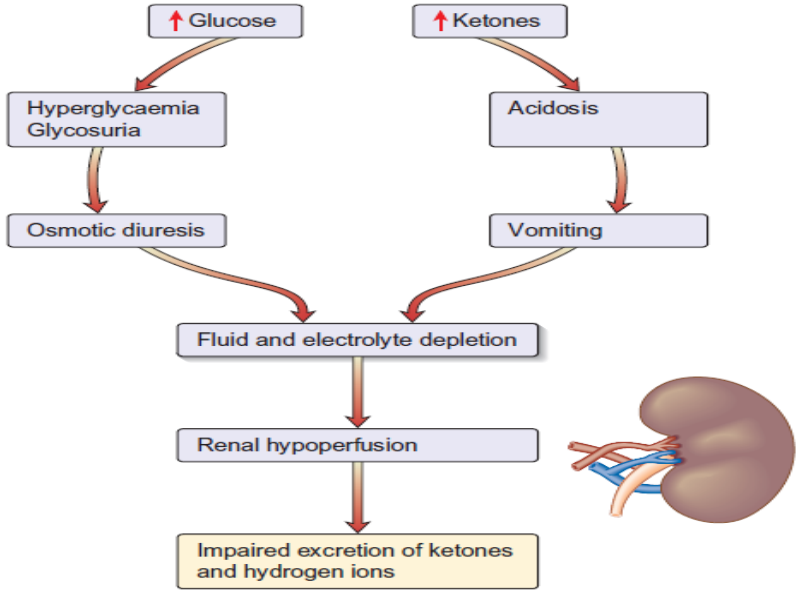 ↑ Glucose
↑ Ketones
Hyperglycaemia
Glycosuria
Acidosis
Osmotic diuresis
Vomiting
Fluid and electrolyte depletion
Renal hypoperfusion
Impaired excretion of ketones
and hydrogen ions